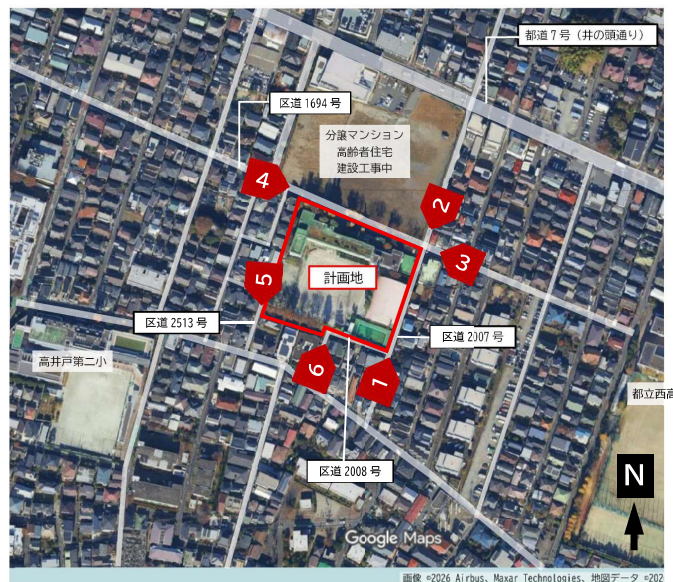 都道7号（井の頭通り）
区道1694号
分譲マンション
高齢者住宅
建設工事中
4
2
3
計画地
5
区道2513号
区道2007号
高井戸第二小
6
1
都立西高
区道2008号
N
Google Maps
画像 ©2026 Airbus、Maxar Technologies、地図データ ©202